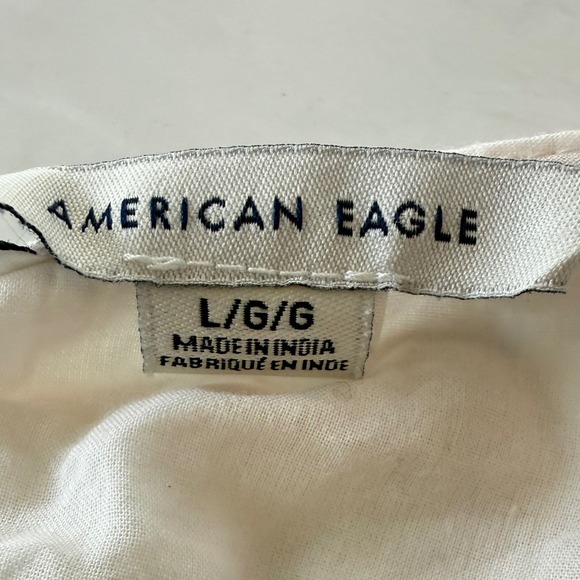 AMERICAN EAGLE
L/G/G
MADE IN INDIA
FABRIQUÉ EN INDE